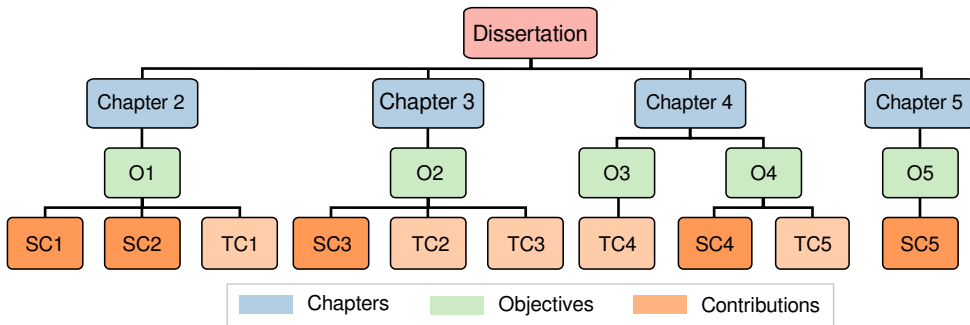 Dissertation
Chapter 2 Chapter 3 Chapter 4 Chapter 5
O1 O2 O3 O4 O5
SC1 SC2 TC1 SC3 TC2 TC3 TC4 SC4 TC5 SC5
Chapters Objectives Contributions